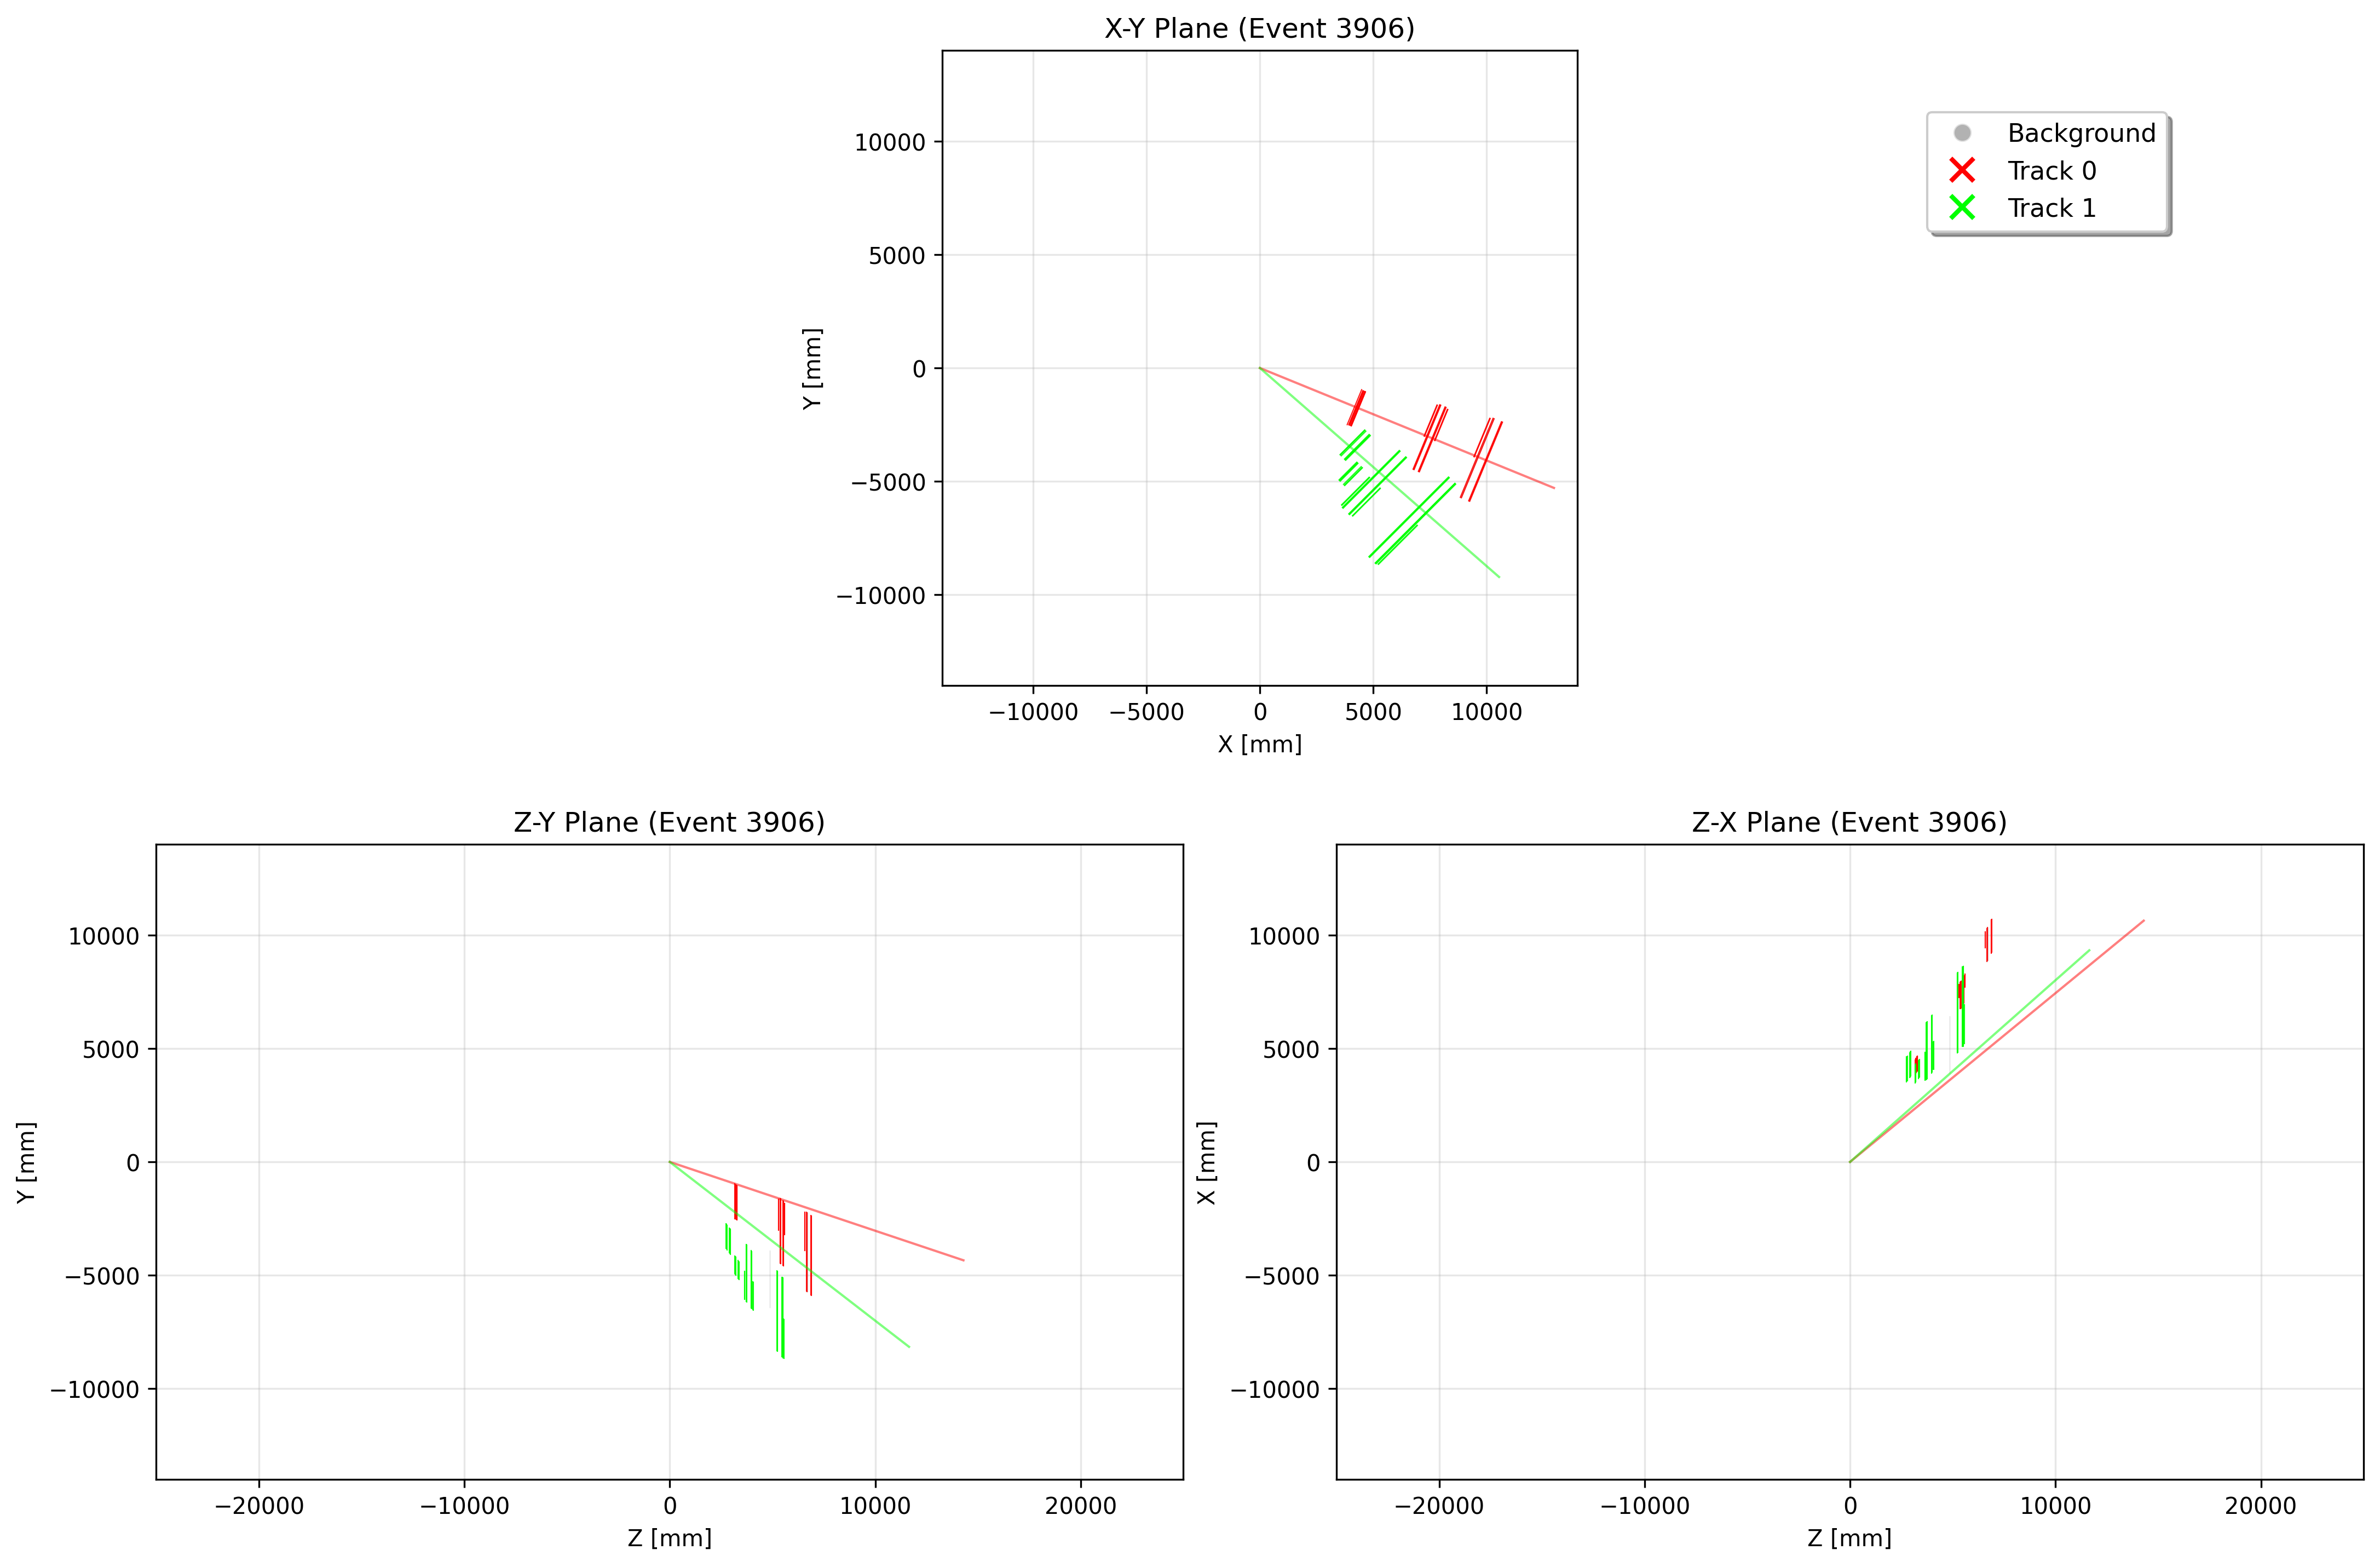 X-Y Plane (Event 3906)
10000
5000
0
−5000
−10000
Y [mm]
−10000 −5000 0 5000 10000
X [mm]
Background
Track 0
Track 1
Z-Y Plane (Event 3906)
10000
5000
0
−5000
−10000
Y [mm]
−20000 −10000 0 10000 20000
Z [mm]
Z-X Plane (Event 3906)
10000
5000
0
−5000
−10000
X [mm]
−20000 −10000 0 10000 20000
Z [mm]